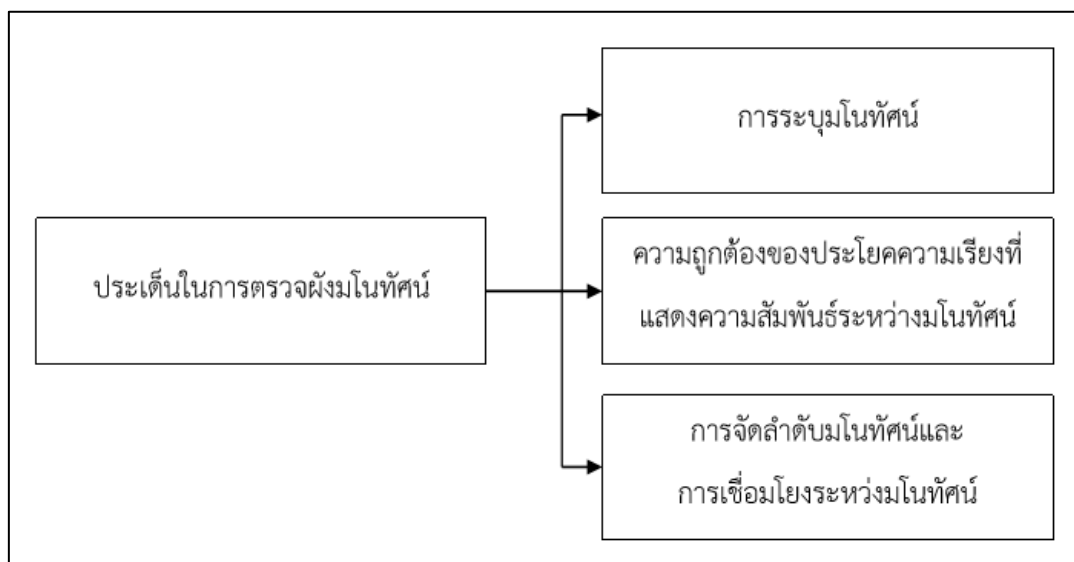 การระบุมโนทัศน์
ประเด็นในการตรวจผังมโนทัศน์
ความถูกต้องของประโยคความเรียงที่
แสดงความสัมพันธ์ระหว่างมโนทัศน์
การจัดลำดับมโนทัศน์และ
การเชื่อมโยงระหว่งมโนทัศน์